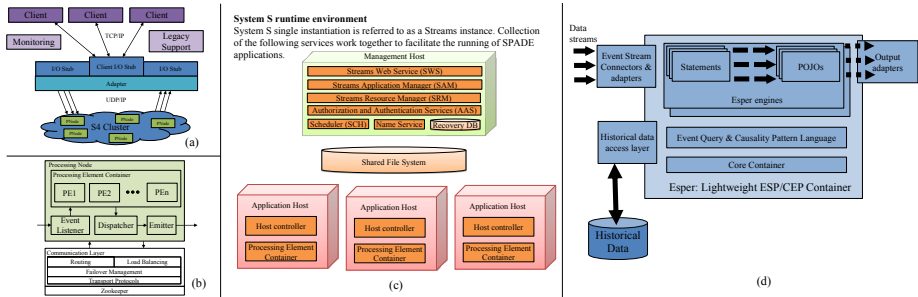 Client
Client
Client
TCP/IP
Monitoring
Legacy
Support
I/O Stub
Client I/O Stub
I/O Stub
Adapter
UDP/IP
PNode
PNode
PNode
PNode
PNode
S4 Cluster
(a)
Processing Node
Processing Element Container
PE1
PE2
PEn
Event
Listener
Dispatcher
Emitter
Communication Layer
Routing
Load Balancing
Failover Management
Transport Protocols
Zookeeper
(b)
System S runtime environment
System S single instantiation is referred to as a Streams instance. Collection
of the following services work together to facilitate the running of SPADE
applications.
Management Host
Streams Web Service (SWS)
Streams Application Manager (SAM)
Streams Resource Manager (SRM)
Authorization and Authentication Services (AAS)
Scheduler (SCH)
Name Service
Recovery DB
Shared File System
Application Host
Host controller
Processing Element
Container
Application Host
Host controller
Processing Element
Container
Application Host
Host controller
Processing Element
Container
(c)
Data
streams
Event Stream
Connectors &
adapters
Statements
POJOs
Esper engines
Output
adapters
Historical data
access layer
Event Query & Causality Pattern Language
Core Container
Esper: Lightweight ESP/CEP Container
Historical
Data
(d)